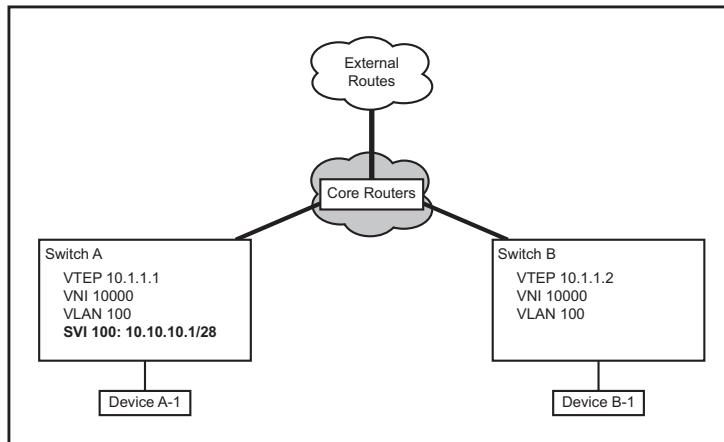 External
Routes
Core Routers
Switch A
VTEP 10.1.1.1
VNI 10000
VLAN 100
SVI 100: 10.10.10.1/28
Switch B
VTEP 10.1.1.2
VNI 10000
VLAN 100
Device A-1
Device B-1